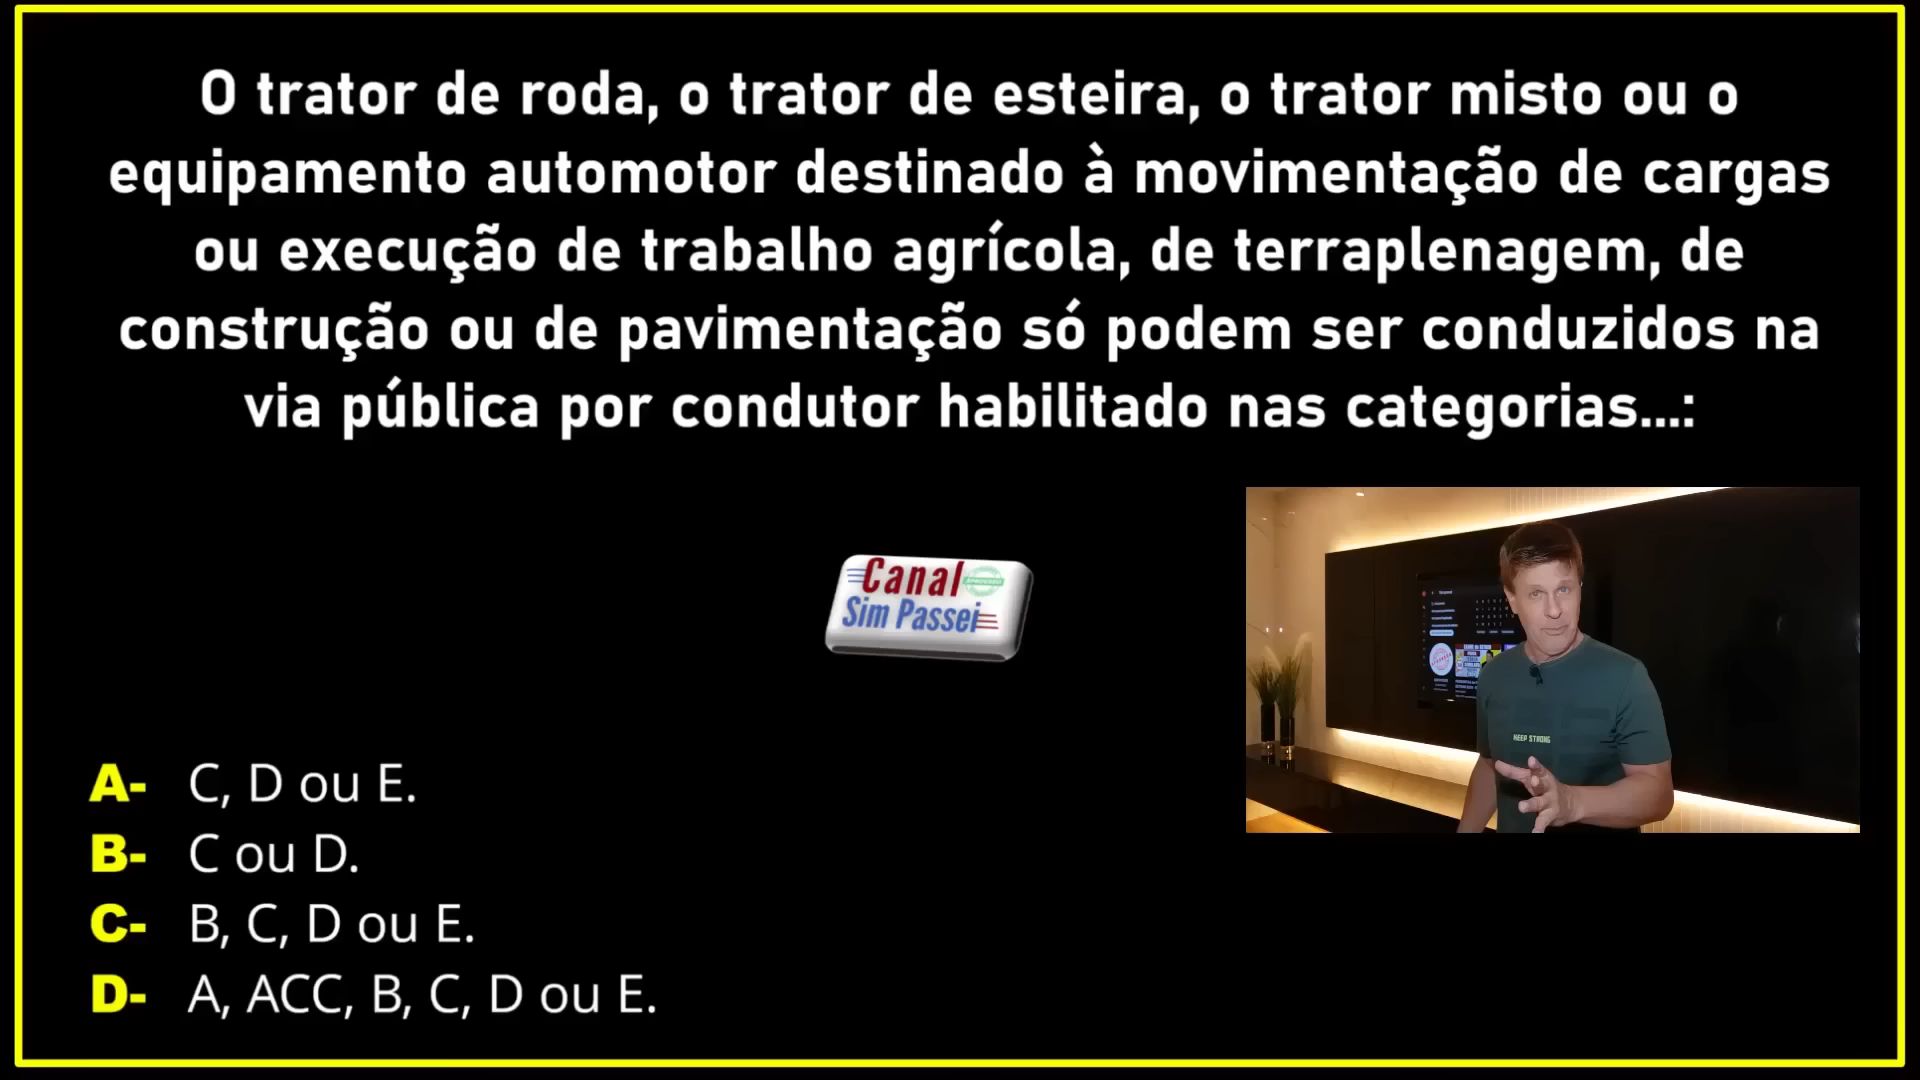 O trator de roda, o trator de esteira, o trator misto ou o
equipamento automotor destinado à movimentação de cargas
ou execução de trabalho agrícola, de terraplenagem, de
construção ou de pavimentação só podem ser conduzidos na
via pública por condutor habilitado nas categorias...:
Canal
Sim Passei
KEEP STRONG
A- C, D ou E.
B- C ou D.
C- B, C, D ou E.
D- A, ACC, B, C, D ou E.